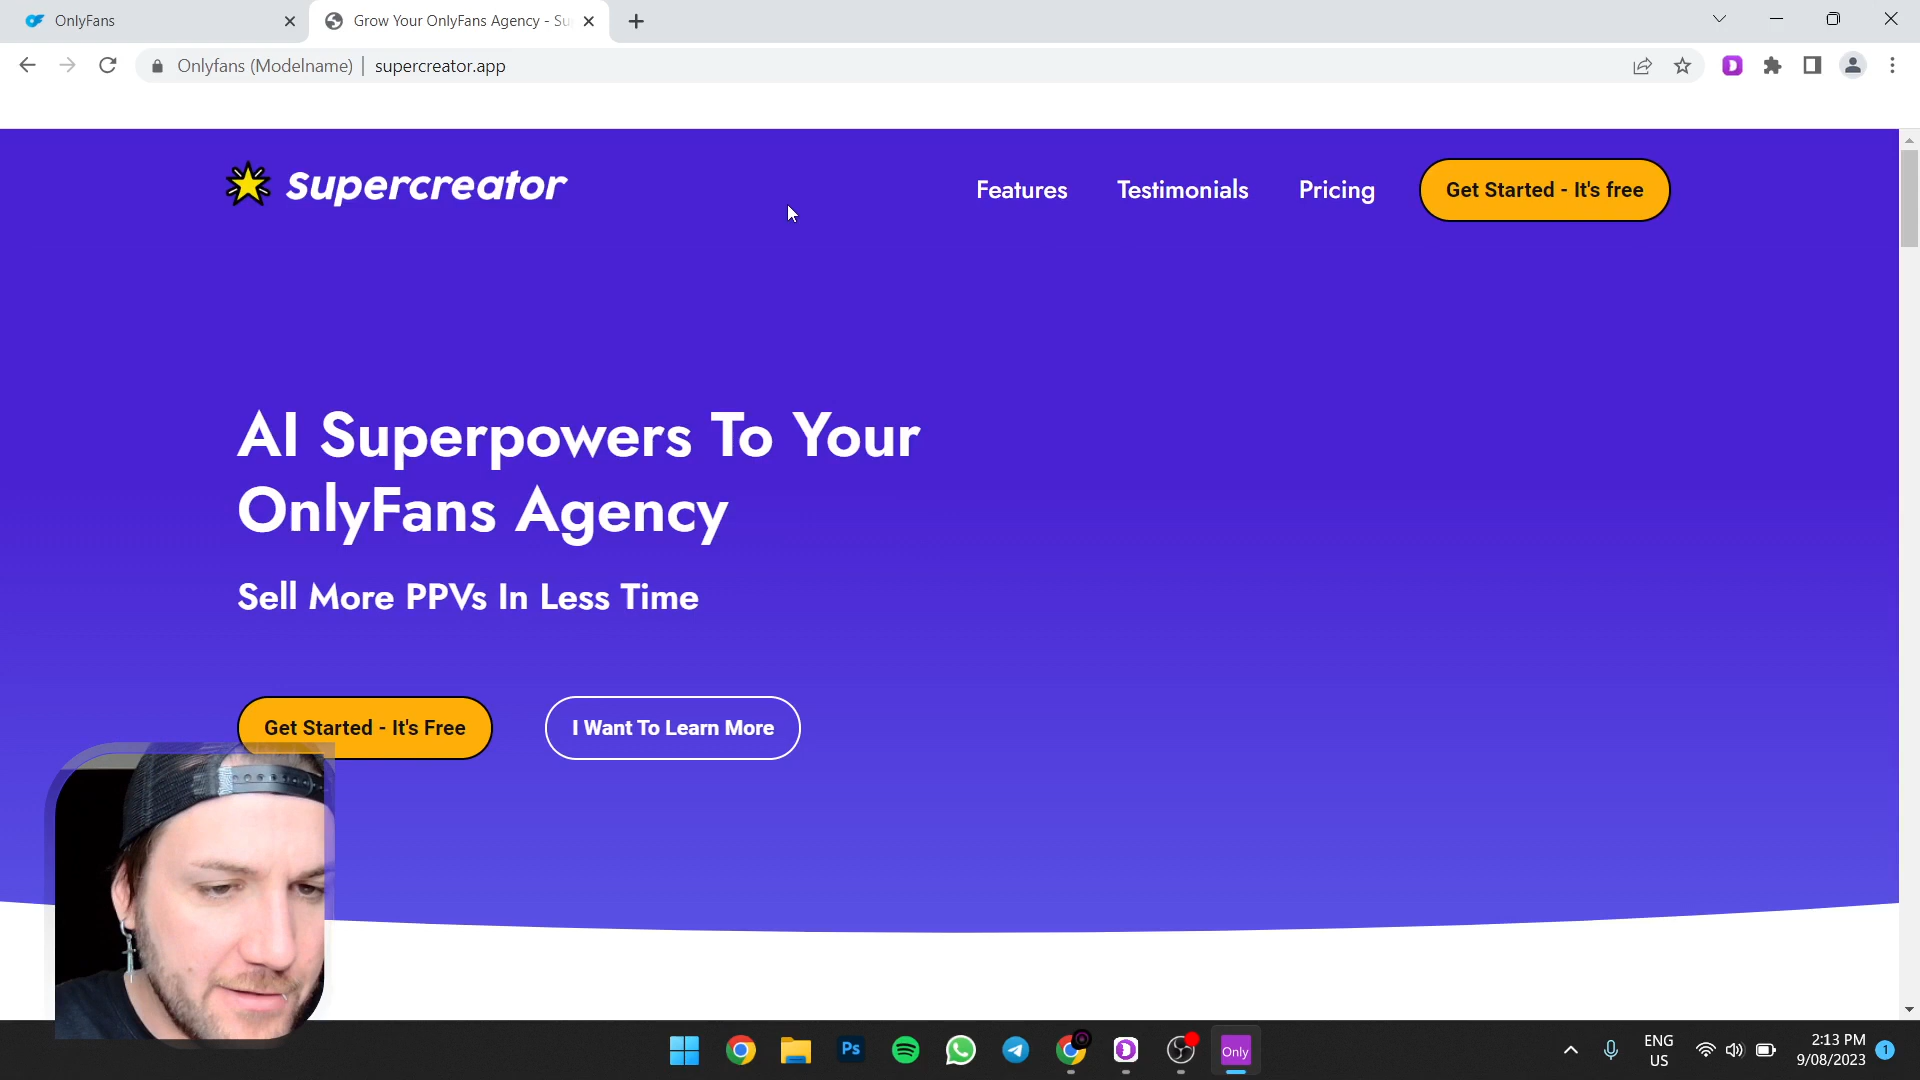 OnlyFans
Grow Your OnlyFans Agency - Su
Onlyfans (Modelname) | supercreator.app
Supercreator
Features
Testimonials
Pricing
Get Started - It's free
AI Superpowers To Your
OnlyFans Agency
Sell More PPVs In Less Time
Get Started - It's Free
I Want To Learn More
Ps
Only
ENG
US
2:13 PM
9/08/2023
1